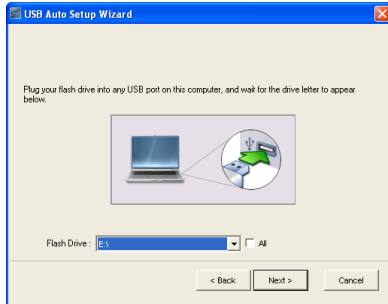 USB Auto Setup Wizard
Plug your flash drive into any USB port on this computer, and wait for the drive letter to appear
below.
Flash Drive : E:\ All
< Back Next > Cancel